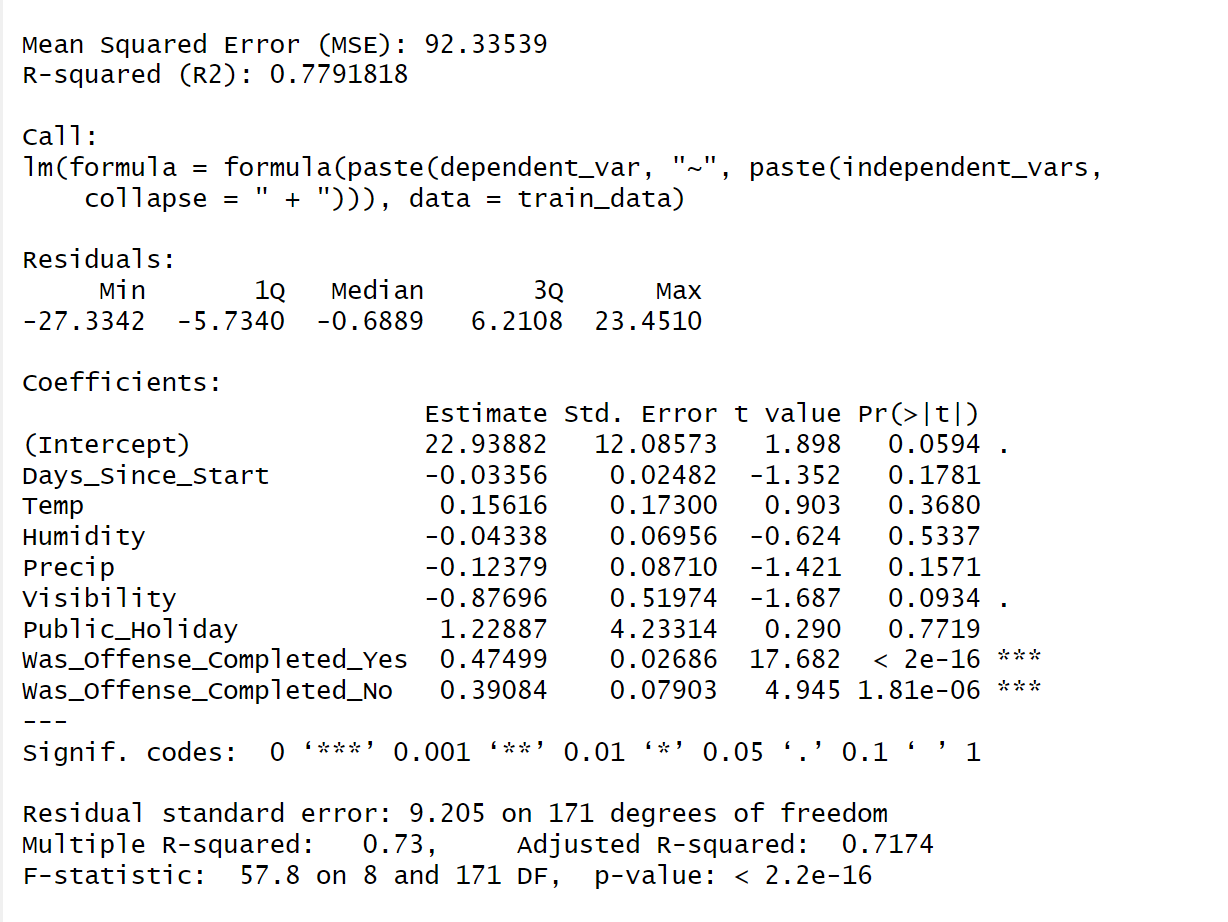 Mean Squared Error (MSE): 92.33539
R-squared (R2): 0.7791818
Call:
lm(formula = formula(paste(dependent_var, "~", paste(independent_vars,
    collapse = " + "))), data = train_data)
Residuals:
     Min       1Q   Median       3Q      Max
-27.3342  -5.7340  -0.6889   6.2108  23.4510
Coefficients:
                          Estimate Std. Error t value Pr(>|t|)
(Intercept)               22.93882   12.08573   1.898   0.0594 .
Days_Since_Start          -0.03356    0.02482  -1.352   0.1781
Temp                       0.15616    0.17300   0.903   0.3680
Humidity                  -0.04338    0.06956  -0.624   0.5337
Precip                    -0.12379    0.08710  -1.421   0.1571
Visibility                -0.87696    0.51974  -1.687   0.0934 .
Public_Holiday             1.22887    4.23314   0.290   0.7719
Was_Offense_Completed_Yes  0.47499    0.02686  17.682  < 2e-16 ***
Was_Offense_Completed_No   0.39084    0.07903   4.945 1.81e-06 ***
---
Signif. codes:  0 ‘***’ 0.001 ‘**’ 0.01 ‘*’ 0.05 ‘.’ 0.1 ‘ ’ 1
Residual standard error: 9.205 on 171 degrees of freedom
Multiple R-squared:   0.73,     Adjusted R-squared:  0.7174
F-statistic:  57.8 on 8 and 171 DF,  p-value: < 2.2e-16